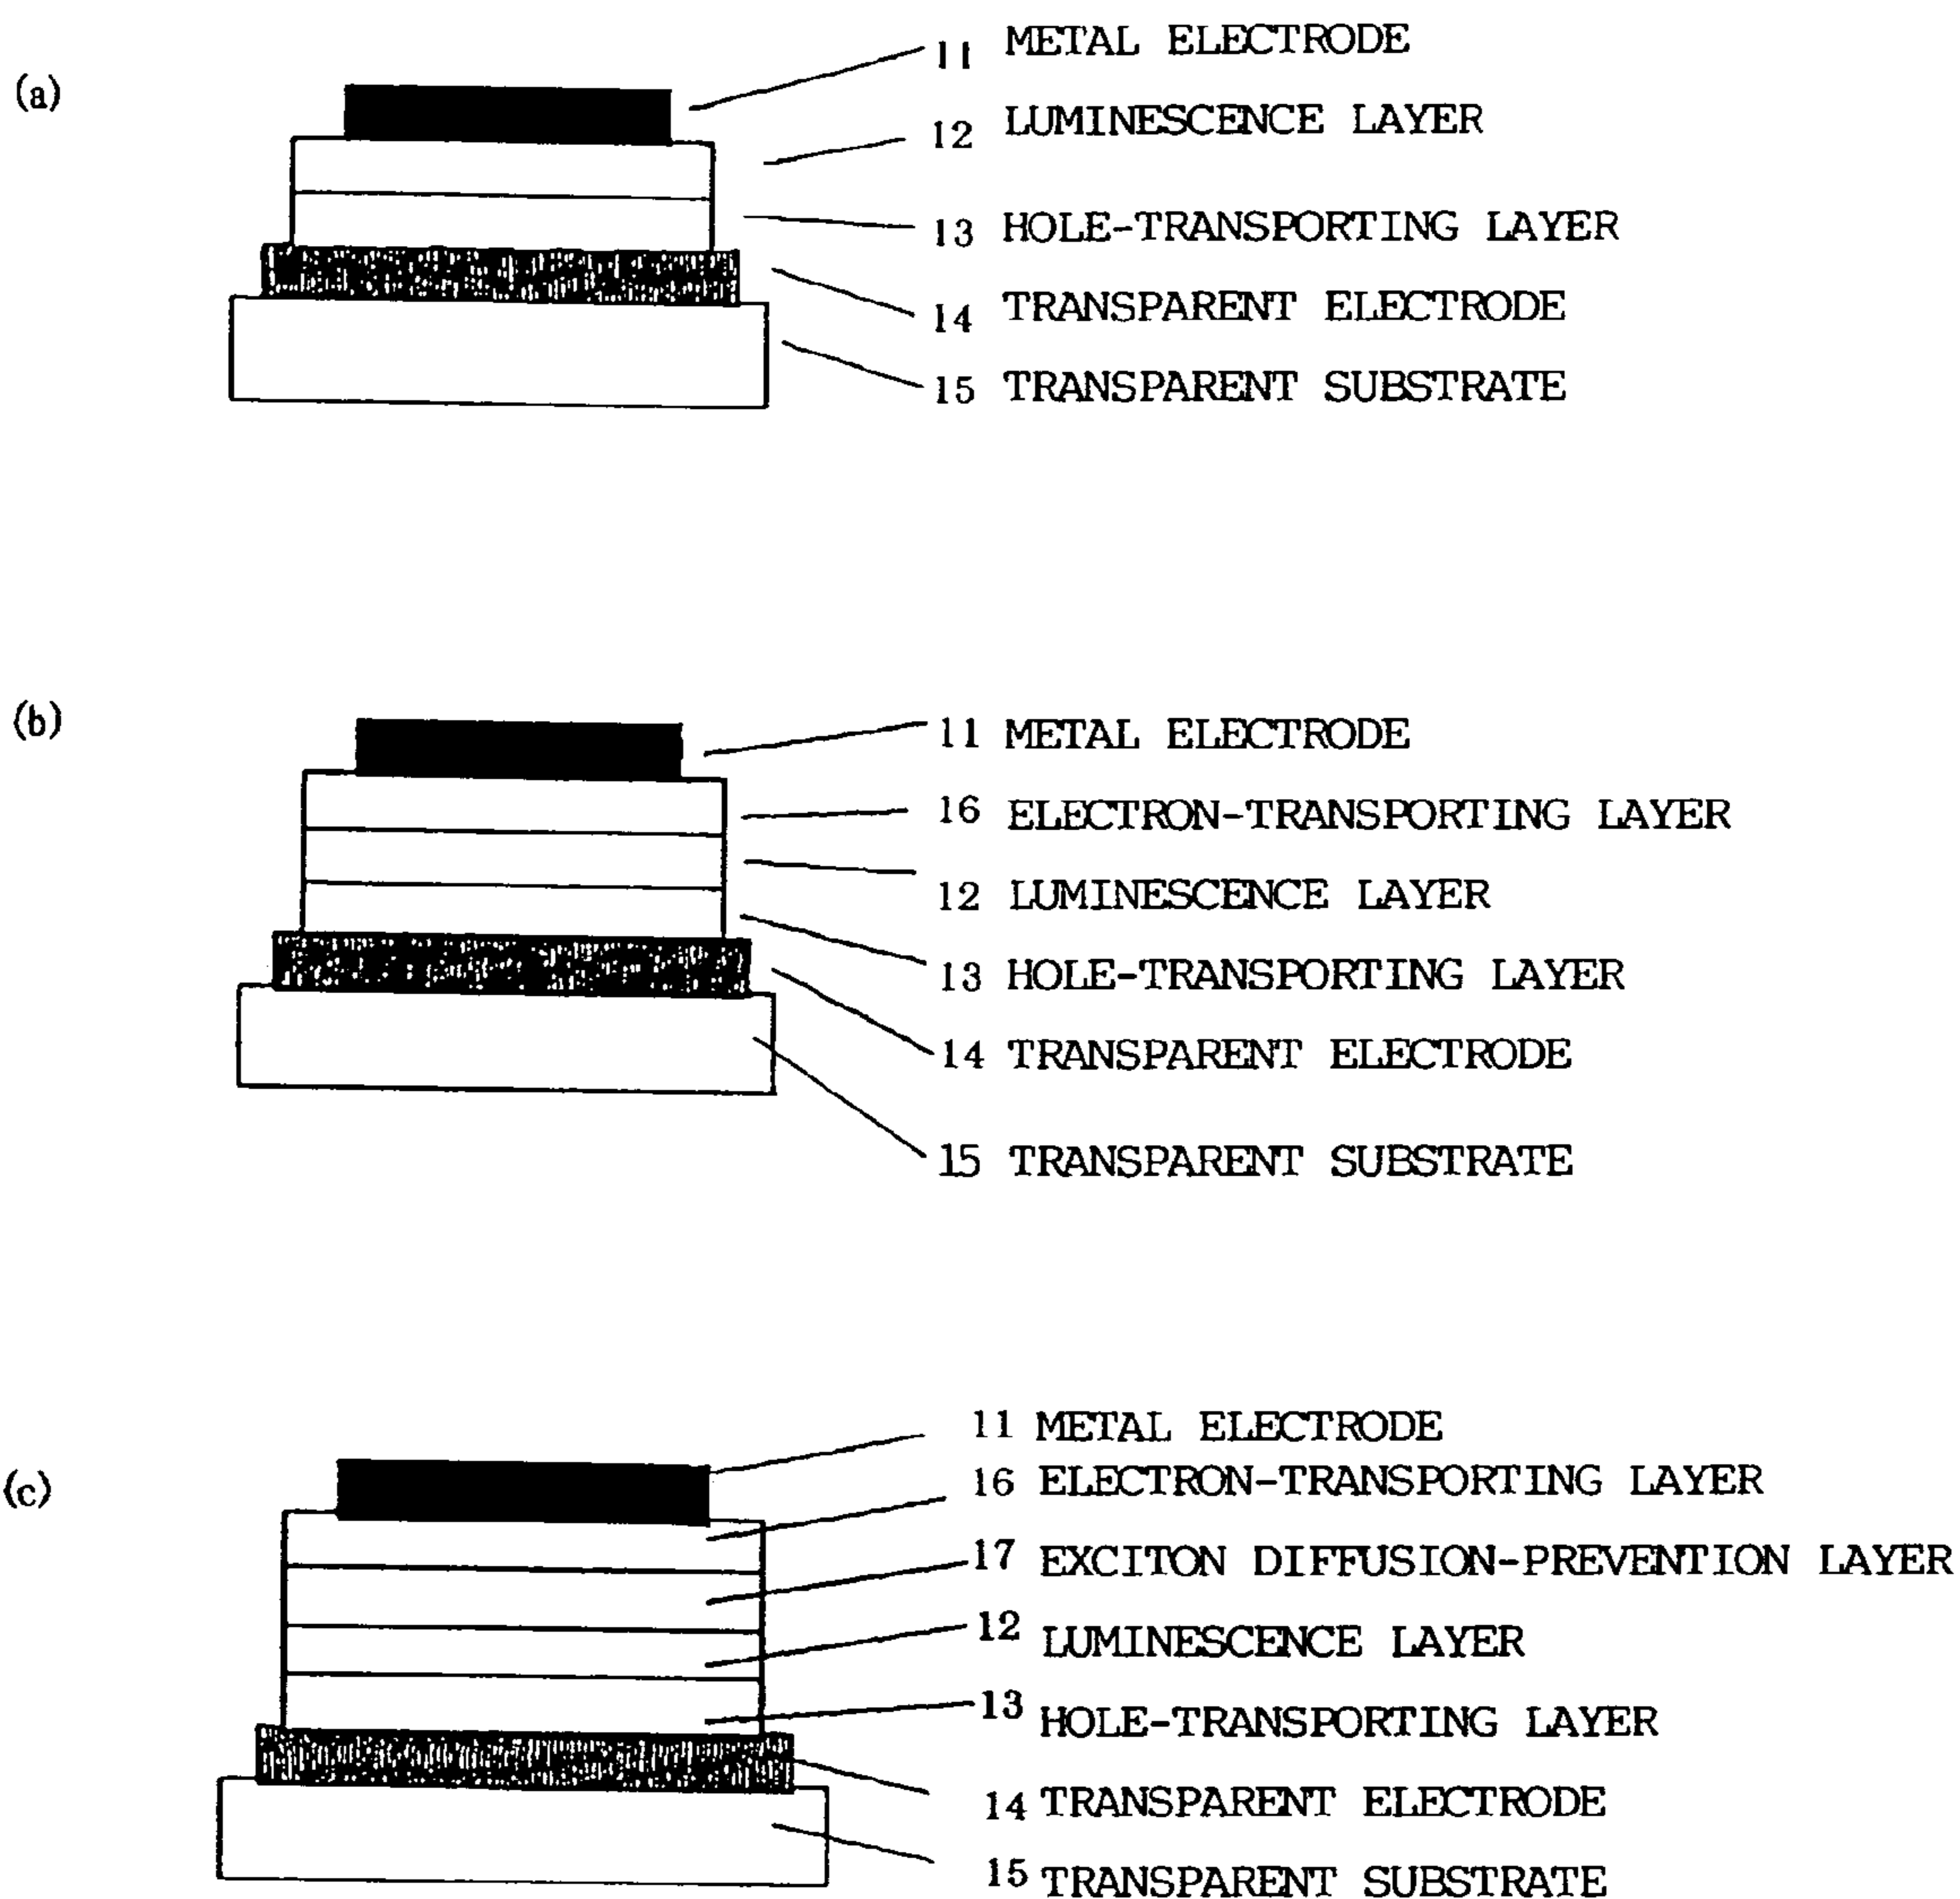 (a)
11 METAL ELECTRODE
12 LUMINESCENCE LAYER
13 HOLE-TRANSPORTING LAYER
14 TRANSPARENT ELECTRODE
15 TRANSPARENT SUBSTRATE
(b)
11 METAL ELECTRODE
16 ELECTRON-TRANSPORTING LAYER
12 LUMINESCENCE LAYER
13 HOLE-TRANSPORTING LAYER
14 TRANSPARENT ELECTRODE
15 TRANSPARENT SUBSTRATE
(c)
11 METAL ELECTRODE
16 ELECTRON-TRANSPORTING LAYER
17 EXCITON DIFFUSION-PREVENTION LAYER
12 LUMINESCENCE LAYER
13 HOLE-TRANSPORTING LAYER
14 TRANSPARENT ELECTRODE
15 TRANSPARENT SUBSTRATE